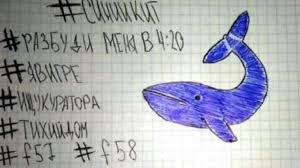 #СИНИЙКИТ
#РАЗБУДИ МЕНЯ В 4:20
#ЯВИГРЕ
#ИЩУКУРАТОРА
#ТИХИЙДОМ
#f57 #f58